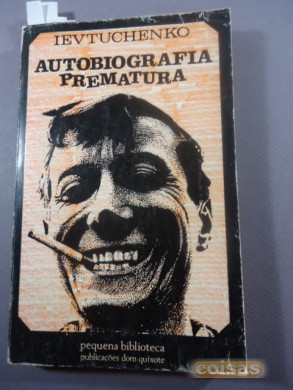 IEVTUCHENKO
AUTOBIOGRAFIA
PREMATURA
pequena biblioteca
publicações dom quixote
coisas